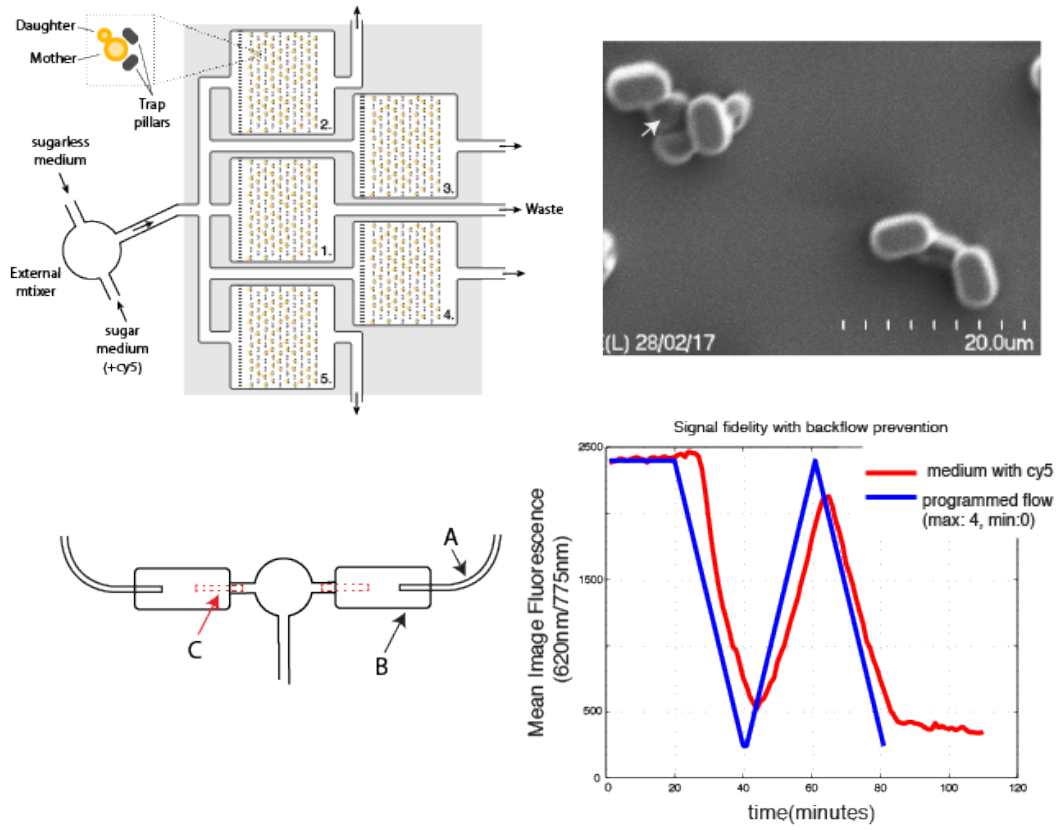 Daughter
Mother
Trap
pillars
sugarless
medium
External
mtixer
sugar
medium
(+cy5)
2.
3.
1.
4.
5.
Waste
(L) 28/02/17
20.0um
A
B
C
Signal fidelity with backflow prevention
Mean Image Fluorescence
(620nm/775nm)
2500
1500
500
0
0
20
40
60
80
100
120
time(minutes)
medium with cy5
programmed flow
(max: 4, min:0)